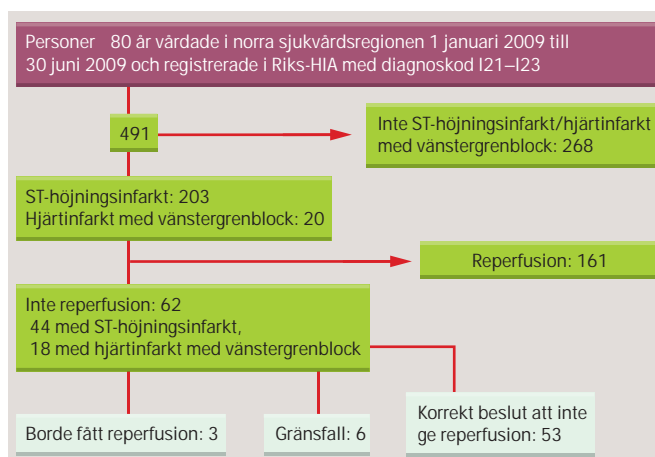 Personer 80 år vårdade i norra sjukvårdsregionen 1 januari 2009 till
30 juni 2009 och registrerade i Riks-HIA med diagnoskod I21–I23
491
Inte ST-höjningsinfarkt/hjärtinfarkt
med vänstergrenblock: 268
ST-höjningsinfarkt: 203
Hjärtinfarkt med vänstergrenblock: 20
Reperfusion: 161
Inte reperfusion: 62
44 med ST-höjningsinfarkt,
18 med hjärtinfarkt med vänstergrenblock
Borde fått reperfusion: 3
Gränsfall: 6
Korrekt beslut att inte
ge reperfusion: 53